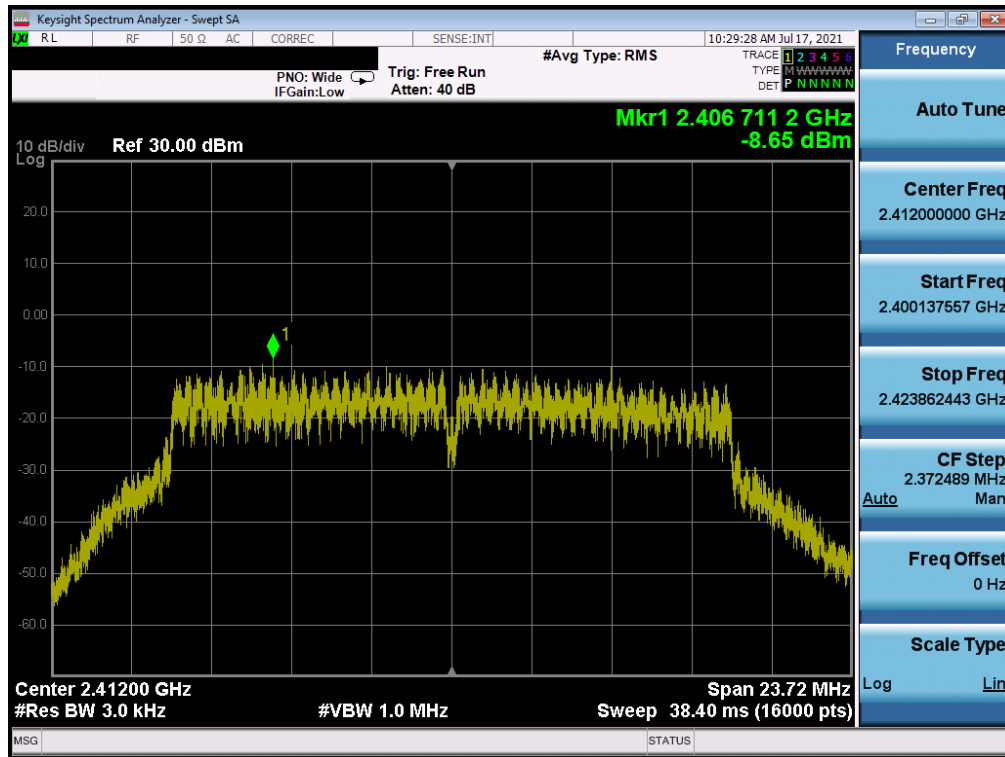 Keysight Spectrum Analyzer - Swept SA
LXI RL RF 50 Ω AC CORREC SENSE:INT 10:29:28 AM Jul 17, 2021
#Avg Type: RMS
TRACE 1 2 3 4 5 6
TYPE M WWWWW
DET P N N N N N
PNO: Wide
IFGain:Low
Trig: Free Run
Atten: 40 dB
Mkr1 2.406 711 2 GHz
-8.65 dBm
10 dB/div
Log
Ref 30.00 dBm
20.0
10.0
0.00
-10.0
-20.0
-30.0
-40.0
-50.0
-60.0
1
Center 2.41200 GHz
Span 23.72 MHz
#Res BW 3.0 kHz
#VBW 1.0 MHz
Sweep 38.40 ms (16000 pts)
MSG
STATUS
Frequency
Auto Tune
Center Freq
2.412000000 GHz
Start Freq
2.400137557 GHz
Stop Freq
2.423862443 GHz
CF Step
2.372489 MHz
Auto Man
Freq Offset
0 Hz
Scale Type
Log Lin